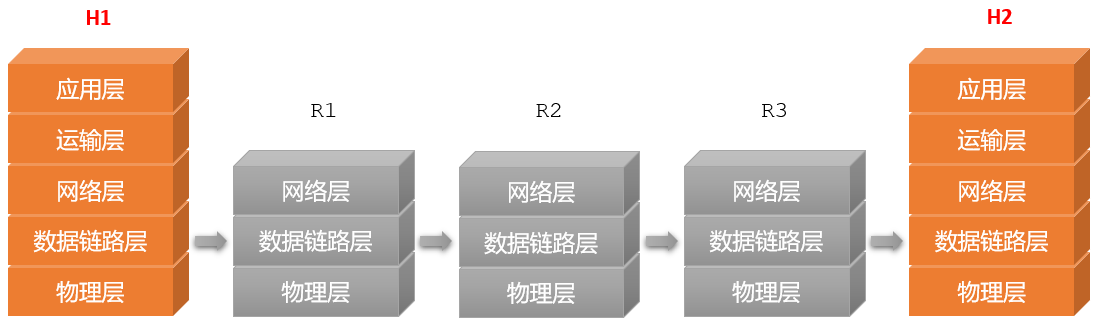 H1
应用层
运输层
网络层
数据链路层
物理层
R1
网络层
数据链路层
物理层
R2
网络层
数据链路层
物理层
R3
网络层
数据链路层
物理层
H2
应用层
运输层
网络层
数据链路层
物理层